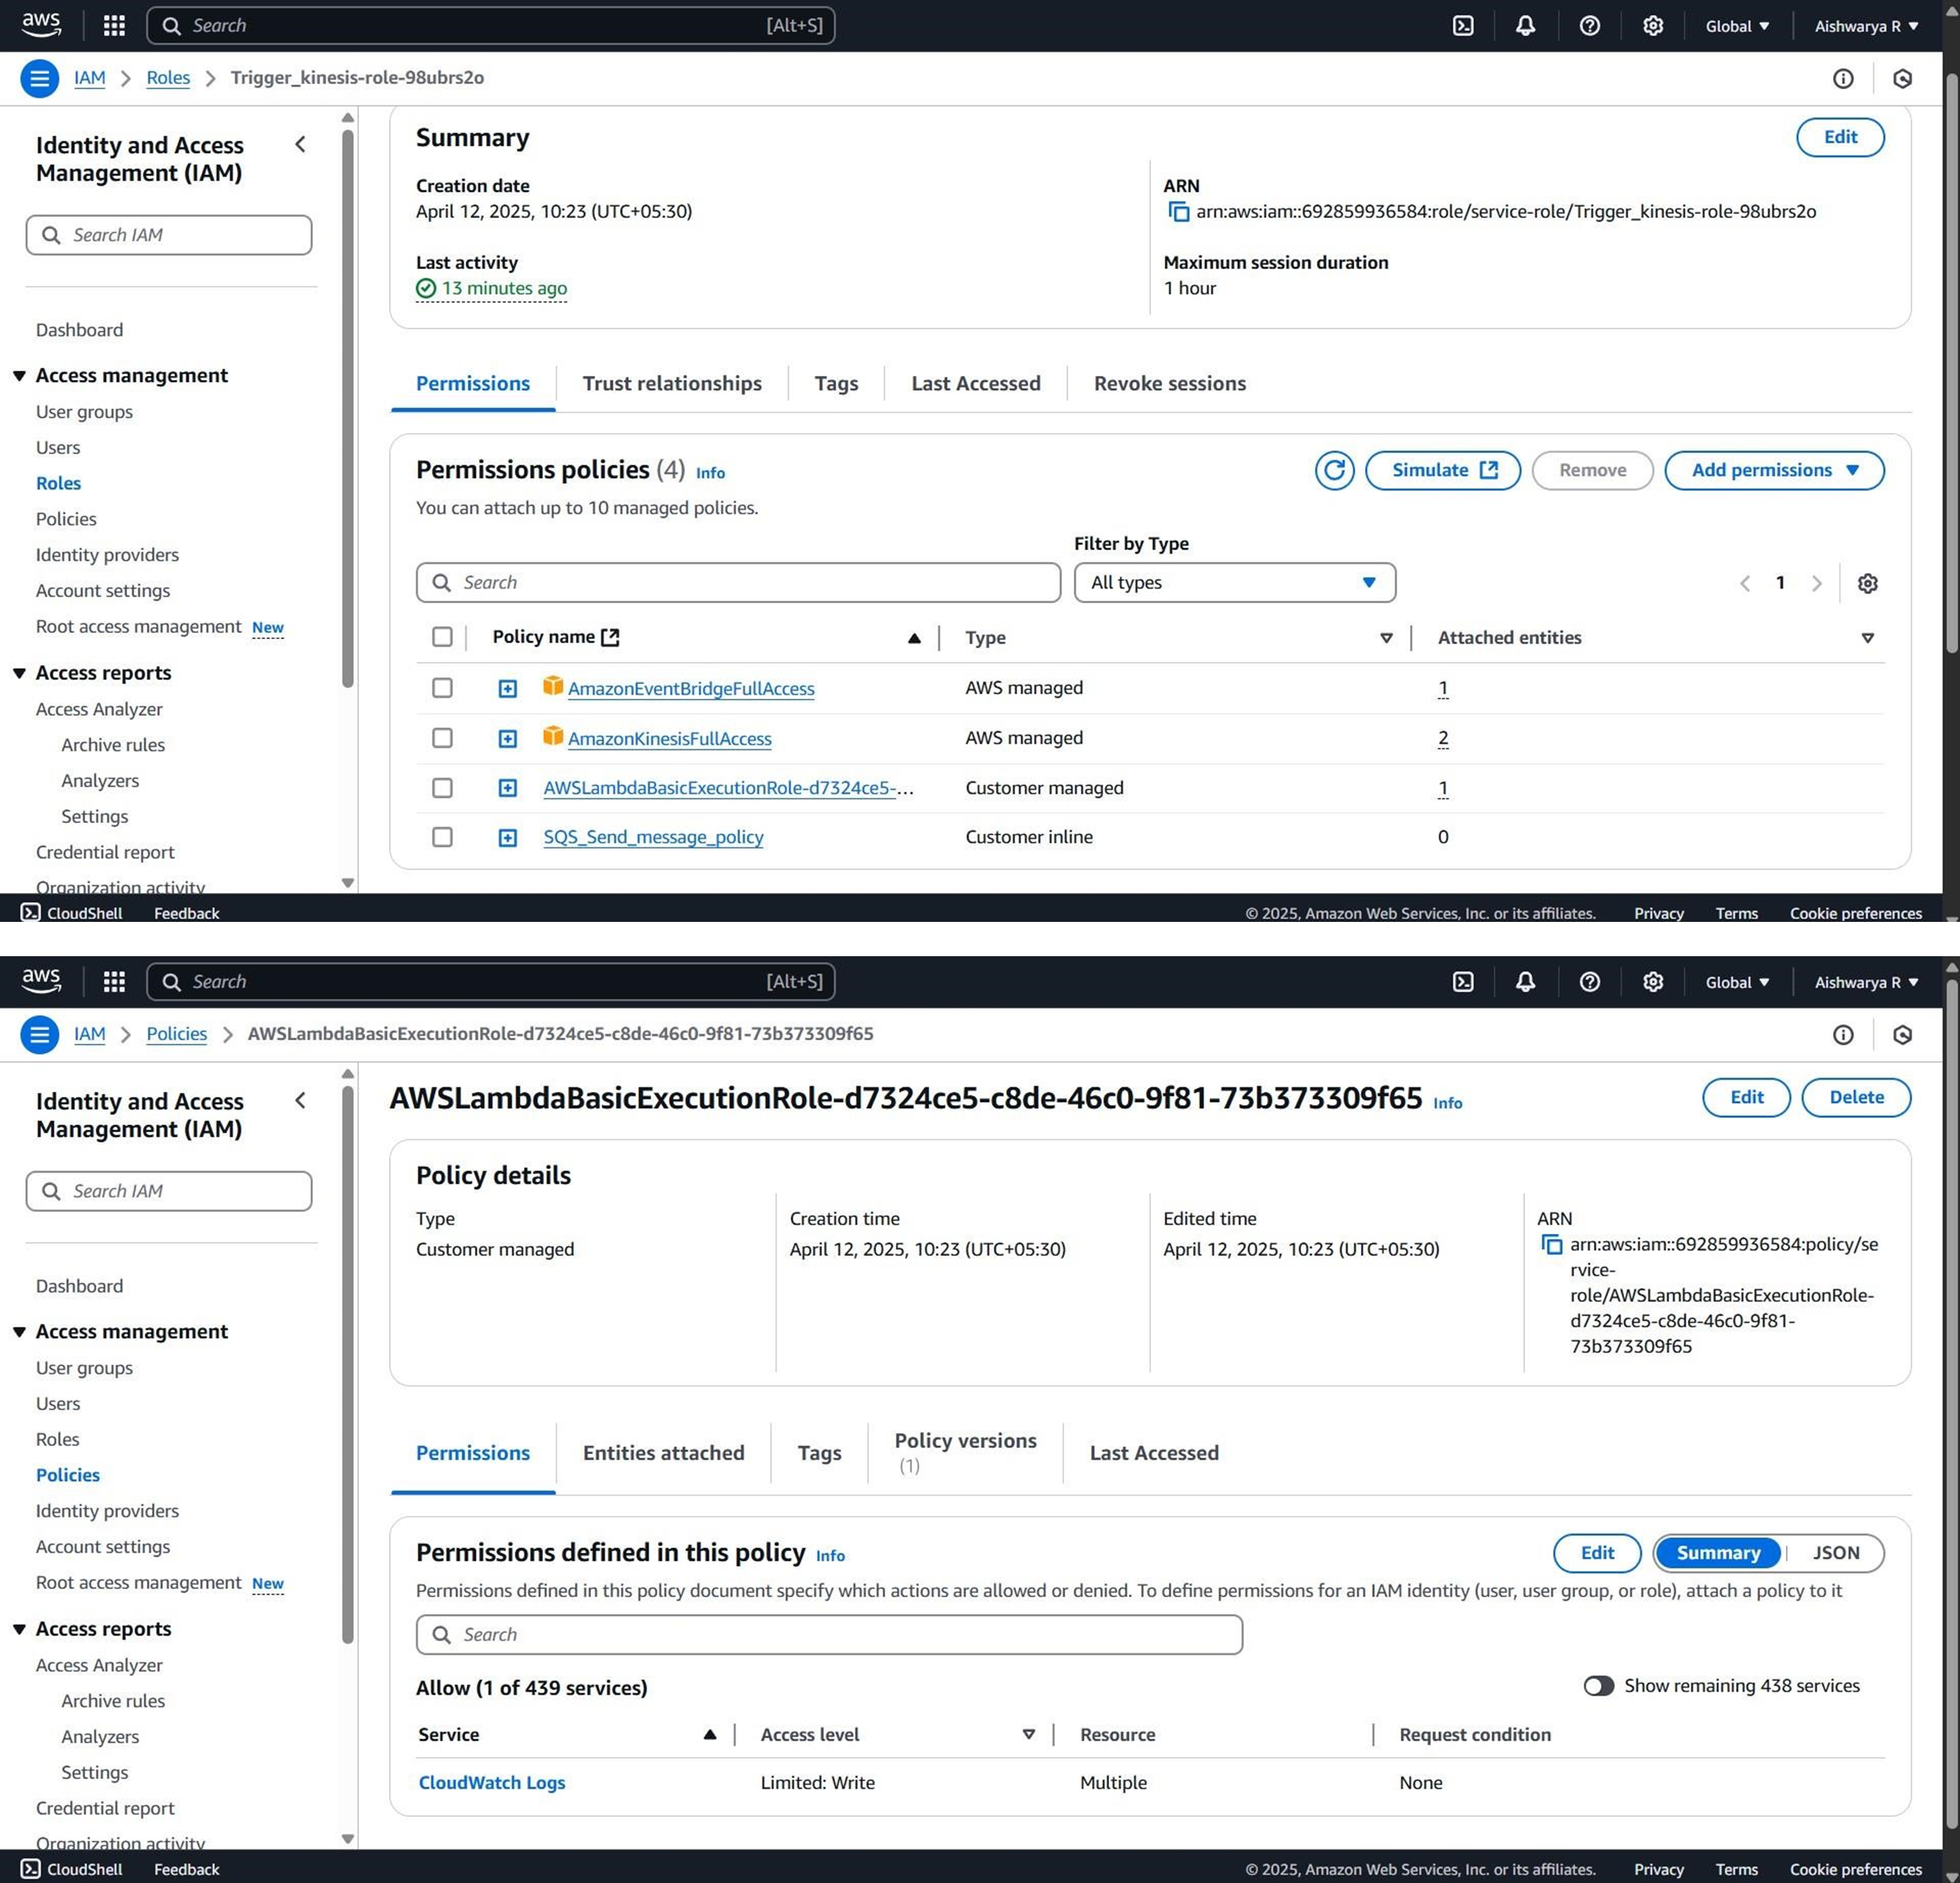 aws Search [Alt+S] Global Aishwarya R
IAM Roles Trigger_kinesis-role-98ubrs2o
Identity and Access
Management (IAM)
Search IAM
Dashboard
Access management
User groups
Users
Roles
Policies
Identity providers
Account settings
Root access management New
Access reports
Access Analyzer
Archive rules
Analyzers
Settings
Credential report
Organization activity
Summary Edit
Creation date
April 12, 2025, 10:23 (UTC+05:30)
ARN
arn:aws:iam::692859936584:role/service-role/Trigger_kinesis-role-98ubrs2o
Last activity
13 minutes ago
Maximum session duration
1 hour
Permissions Trust relationships Tags Last Accessed Revoke sessions
Permissions policies (4) Info Simulate Remove Add permissions
You can attach up to 10 managed policies.
Filter by Type
Search All types 1
Policy name Type Attached entities
AmazonEventBridgeFullAccess AWS managed 1
AmazonKinesisFullAccess AWS managed 2
AWSLambdaBasicExecutionRole-d7324ce5-... Customer managed 1
SQS_Send_message_policy Customer inline 0
CloudShell Feedback © 2025, Amazon Web Services, Inc. or its affiliates. Privacy Terms Cookie preferences
aws Search [Alt+S] Global Aishwarya R
IAM Policies AWSLambdaBasicExecutionRole-d7324ce5-c8de-46c0-9f81-73b373309f65
Identity and Access
Management (IAM)
Search IAM
Dashboard
Access management
User groups
Users
Roles
Policies
Identity providers
Account settings
Root access management New
Access reports
Access Analyzer
Archive rules
Analyzers
Settings
Credential report
Organization activity
AWSLambdaBasicExecutionRole-d7324ce5-c8de-46c0-9f81-73b373309f65 Info Edit Delete
Policy details
Type
Customer managed
Creation time
April 12, 2025, 10:23 (UTC+05:30)
Edited time
April 12, 2025, 10:23 (UTC+05:30)
ARN
arn:aws:iam::692859936584:policy/se
rvice-
role/AWSLambdaBasicExecutionRole-
d7324ce5-c8de-46c0-9f81-
73b373309f65
Permissions Entities attached Tags Policy versions (1) Last Accessed
Permissions defined in this policy Info Edit Summary JSON
Permissions defined in this policy document specify which actions are allowed or denied. To define permissions for an IAM identity (user, user group, or role), attach a policy to it
Search
Allow (1 of 439 services) Show remaining 438 services
Service Access level Resource Request condition
CloudWatch Logs Limited: Write Multiple None
CloudShell Feedback © 2025, Amazon Web Services, Inc. or its affiliates. Privacy Terms Cookie preferences